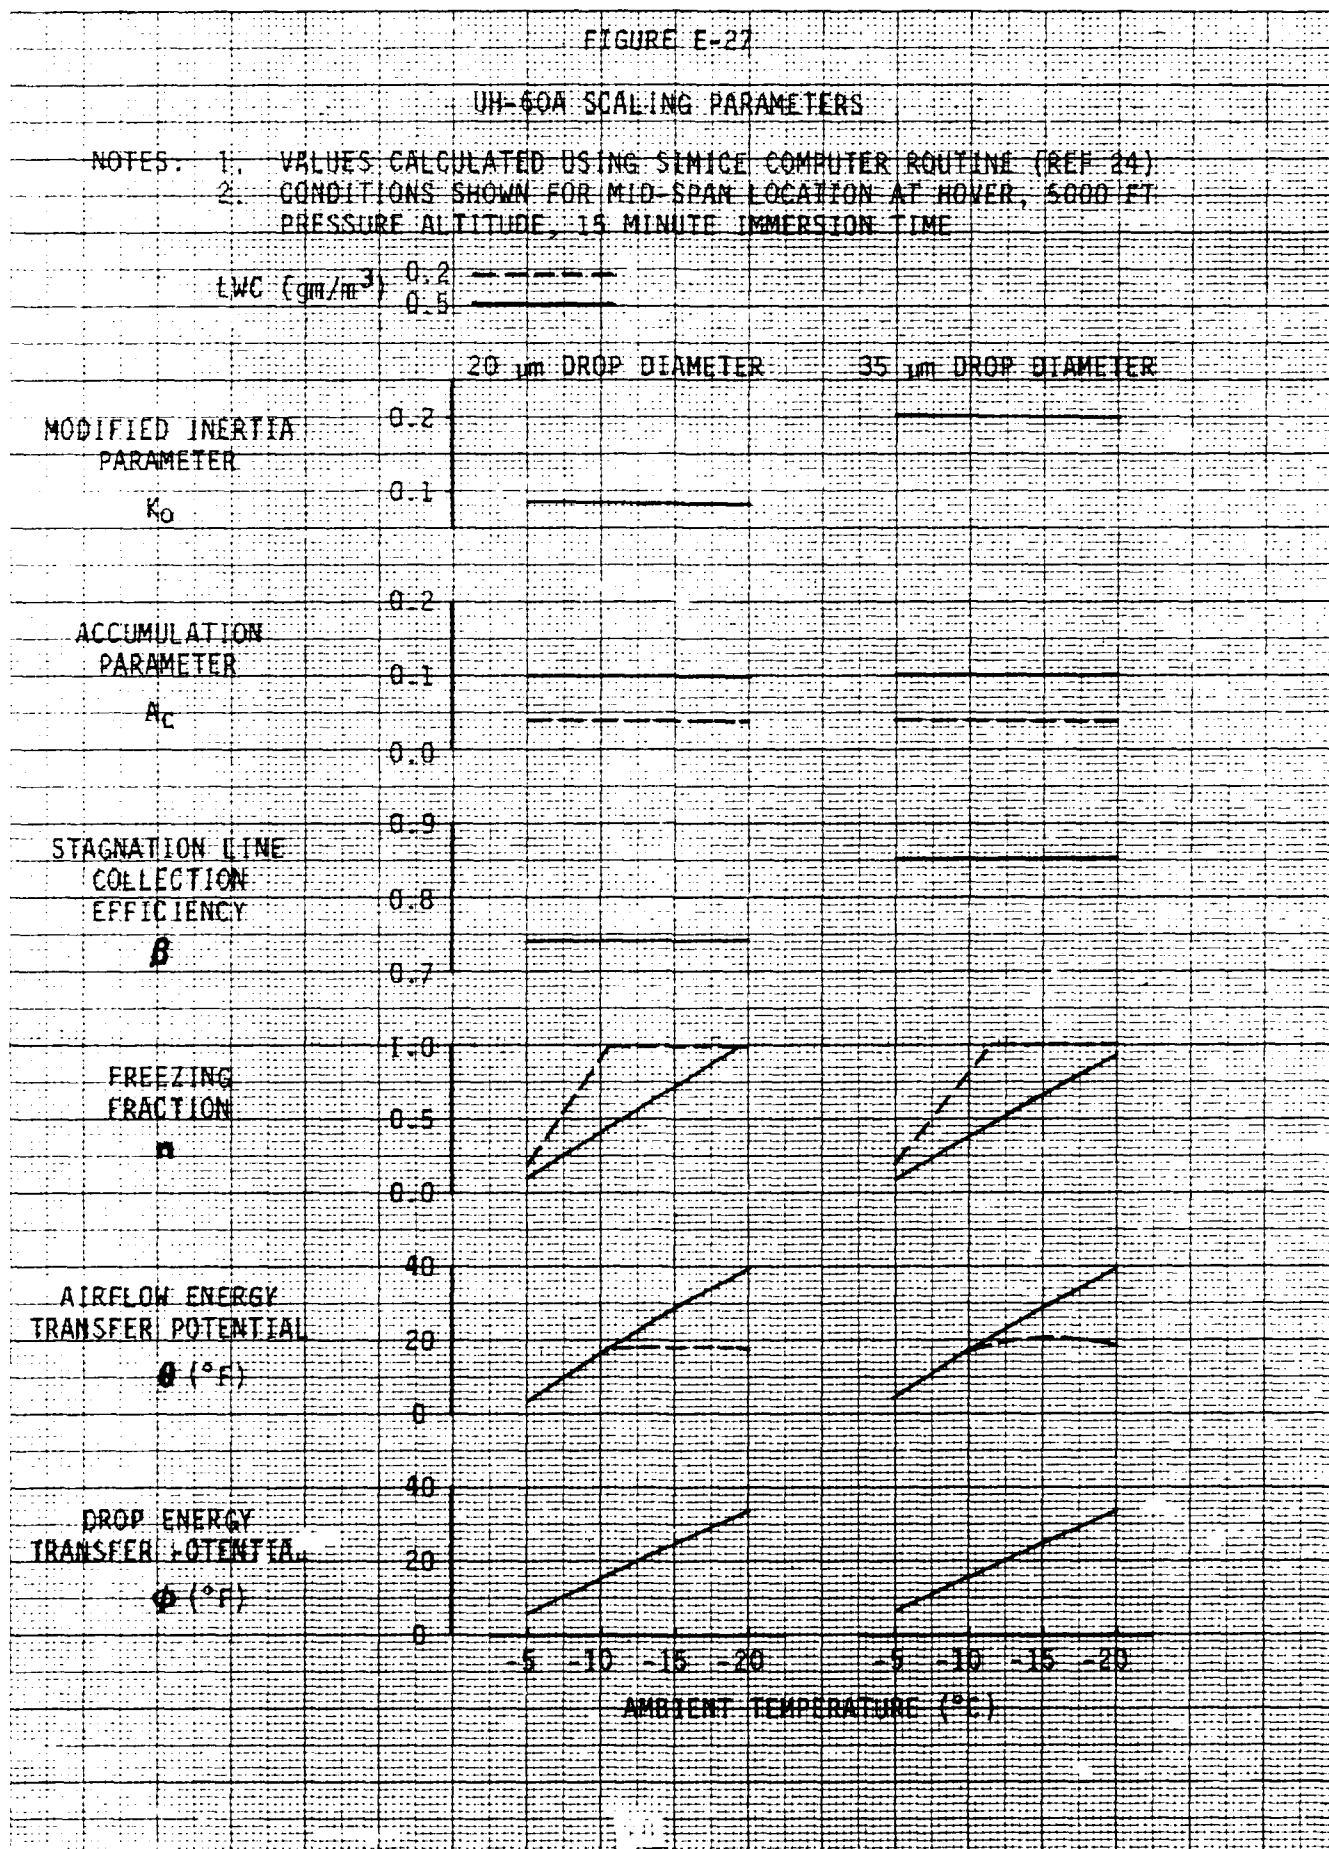 FIGURE E-27
UH-60A SCALING PARAMETERS
NOTES: 1. VALUES CALCULATED USING SIMICE COMPUTER ROUTINE (REF 24)
2. CONDITIONS SHOWN FOR MID-SPAN LOCATION AT HOVER, 5000 FT
PRESSURE ALTITUDE, 15 MINUTE IMMERSION TIME
LWC (gm/m³) 0.2
0.5
20 µm DROP DIAMETER 35 µm DROP DIAMETER
MODIFIED INERTIA
PARAMETER
K₀
0.2
0.1
ACCUMULATION
PARAMETER
A_C
0.2
0.1
0.0
STAGNATION LINE
COLLECTION
EFFICIENCY
β
0.9
0.8
0.7
FREEZING
FRACTION
n
1.0
0.5
0.0
AIRFLOW ENERGY
TRANSFER POTENTIAL
θ (°F)
40
20
0
DROP ENERGY
TRANSFER POTENTIAL
ϕ (°F)
40
20
0
-5 -10 -15 -20 -5 -10 -15 -20
AMBIENT TEMPERATURE (°C)